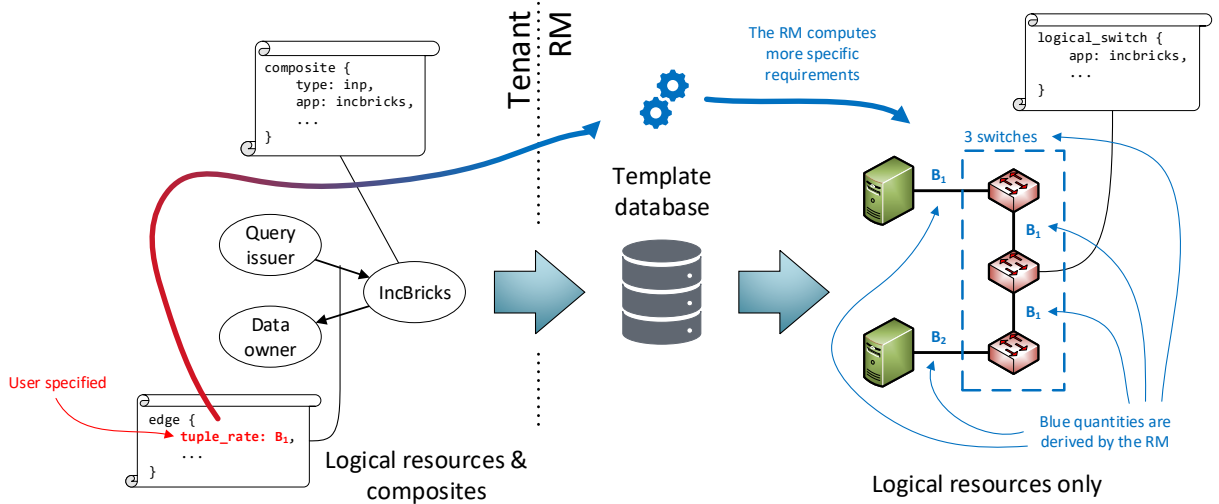 composite {
type: inp,
app: incbricks,
...
}
Tenant
RM
The RM computes
more specific
requirements
logical_switch {
app: incbricks,
...
}
3 switches
Query
issuer
IncBricks
Data
owner
Template
database
B₁
B₁
B₁
B₂
User specified
edge {
tuple_rate: B₁,
...
}
Logical resources &
composites
Blue quantities are
derived by the RM
Logical resources only